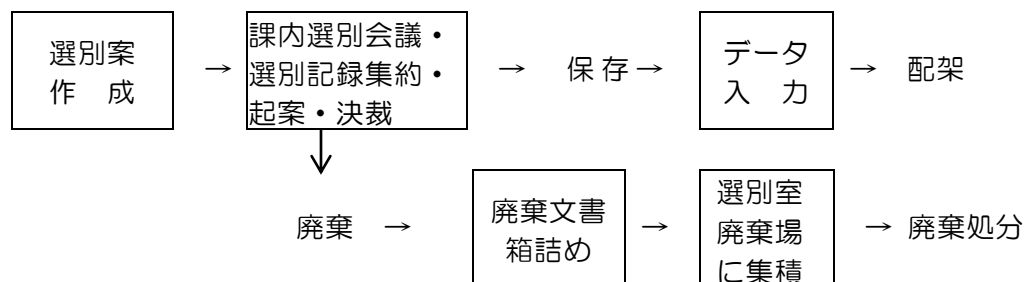 選別案
作　成
→
課内選別会議・
選別記録集約・
起案・決裁
→
保 存→
データ
入　力
→
配架
廃棄
→
廃棄文書
箱詰め
→
選別室
廃棄場
に集積
→
廃棄処分